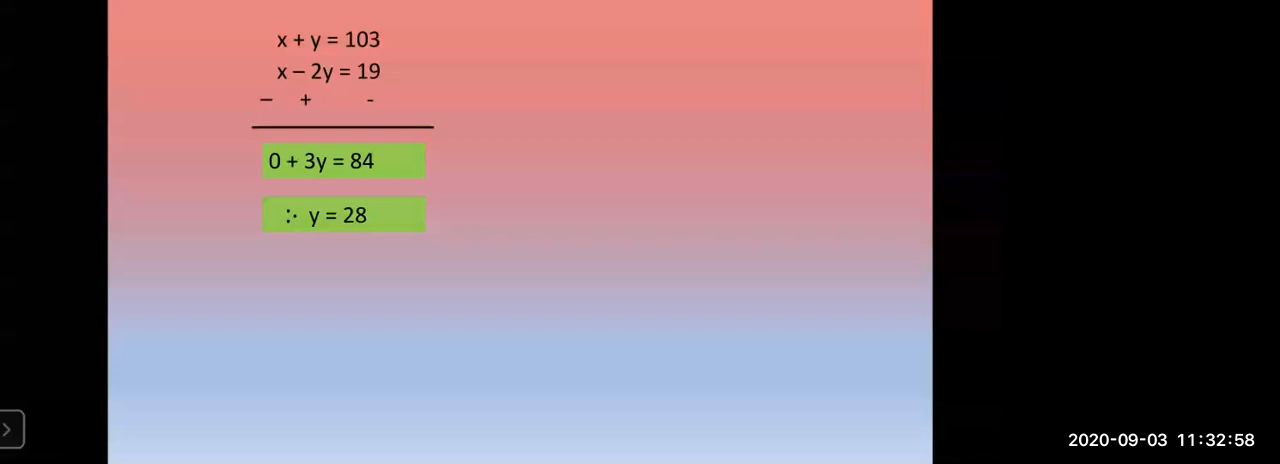 x + y = 103
x – 2y = 19
– + -
0 + 3y = 84
:· y = 28
2020-09-03 11:32:58